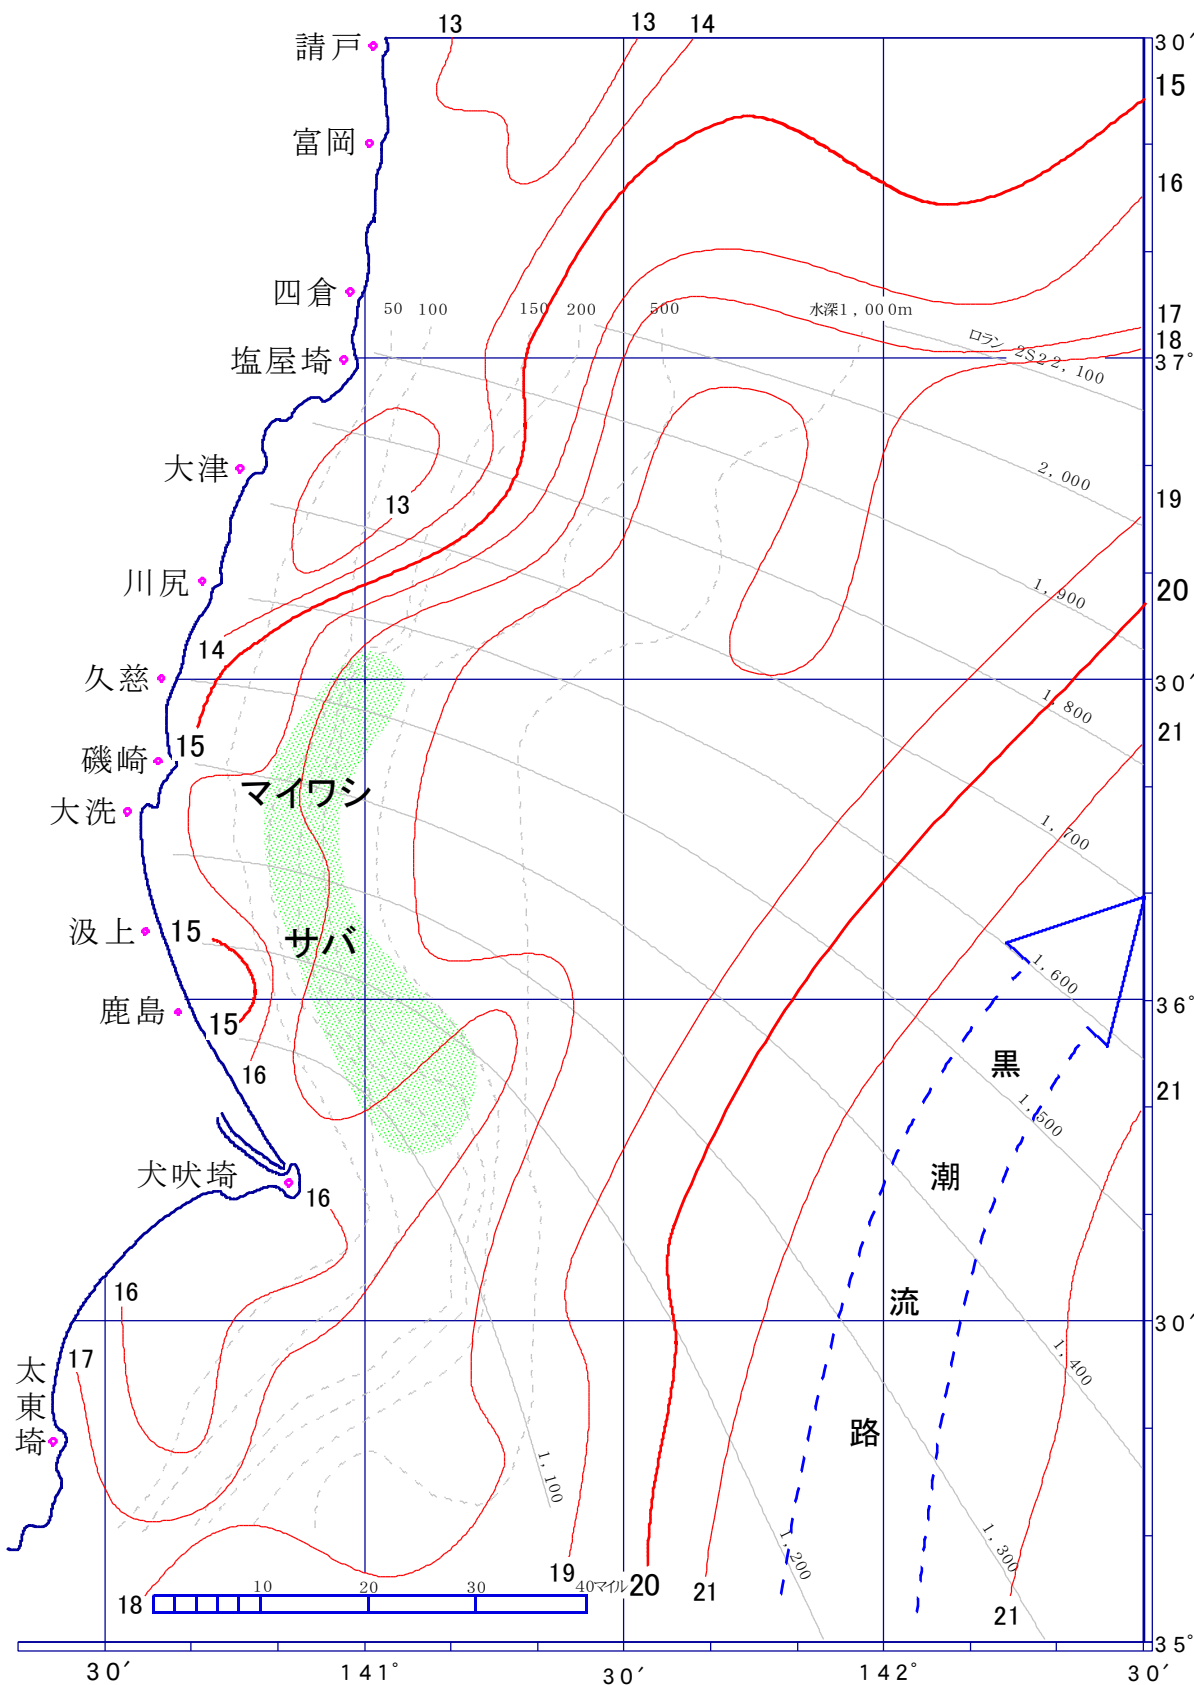 13
13
14
30′
15
請戸
富岡
16
四倉
50
100
150
200
500
水深1,000m
17
18
ロラン 2S22,100
37°
塩屋埼
大津
13
2,000
19
川尻
1,900
20
14
久慈
30′
1,800
15
21
磯崎
マイワシ
大洗
1,700
汲上
15
サバ
1,600
鹿島
15
36°
16
黒
21
1,500
潮
犬吠埼
16
16
流
30′
17
1,400
太
東
埼
路
1,100
1,200
1,300
19
20
21
21
18
10
20
30
40マイル
35°
30′
141°
30′
142°
30′